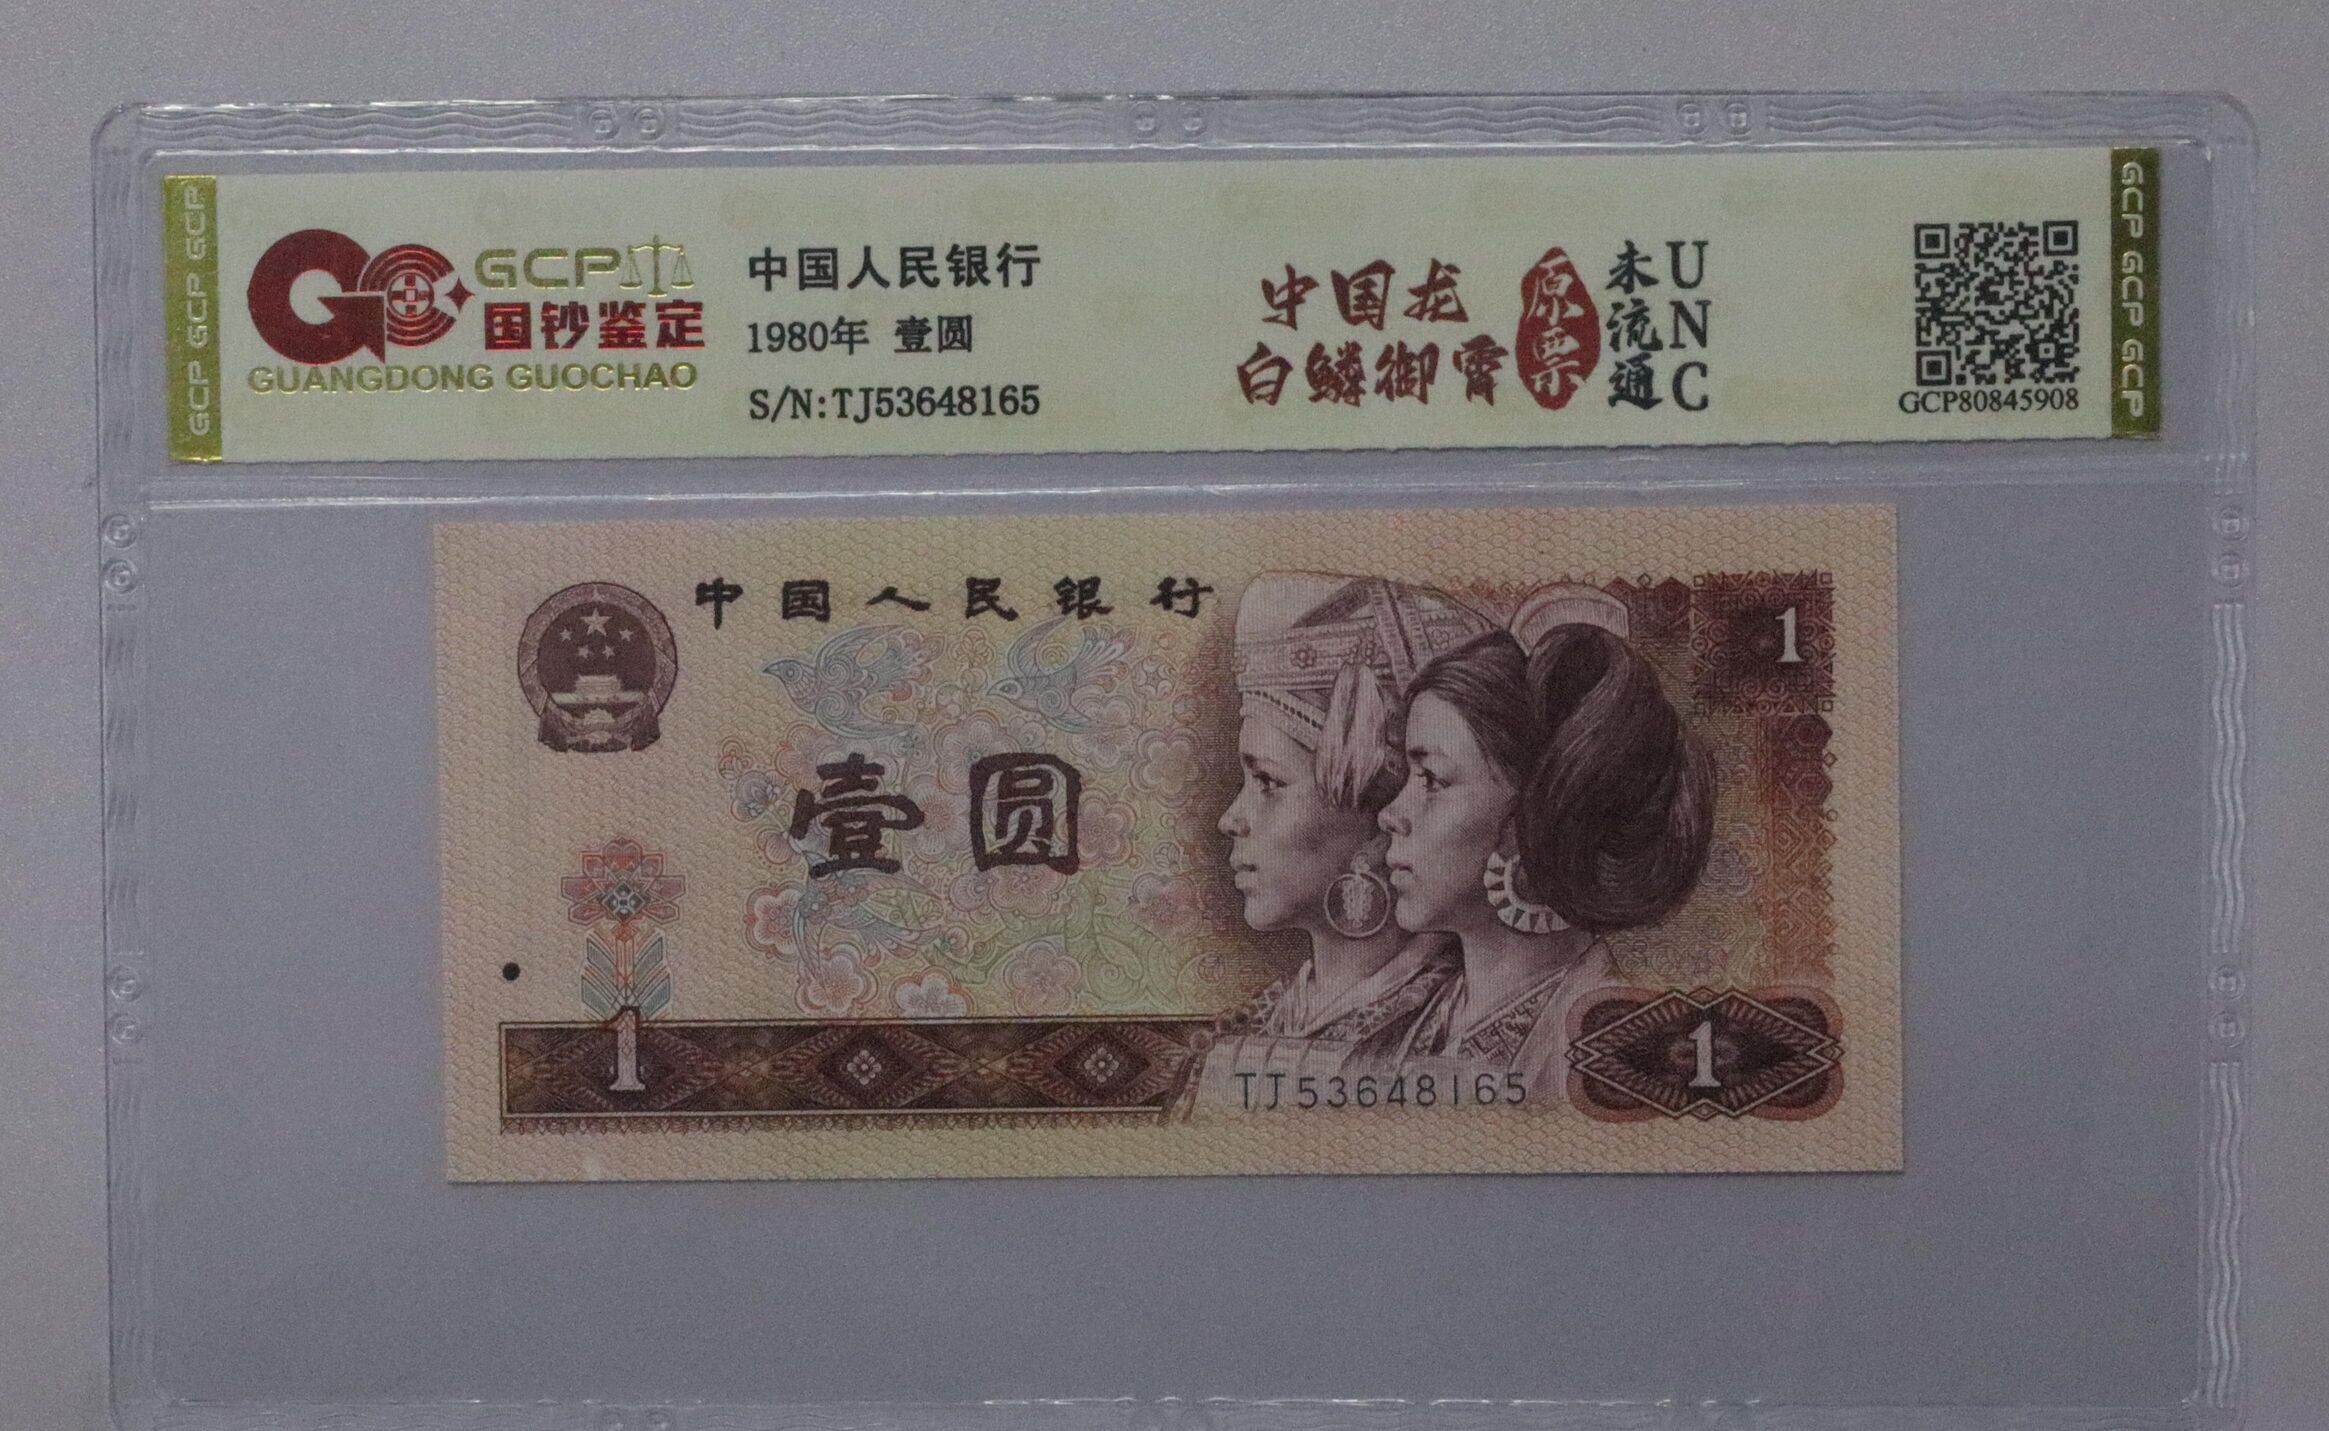 GCP GCP GCP
GCP
国钞鉴定
GUANGDONG GUOCHAO
中国人民银行
1980年 壹圆
S/N:TJ53648165
中国龙
白鳞御霄
原票
未流通
UNC
GCP80845908
GCP GCP GCP
中国人民银行
1
壹圆
1
TJ53648165
1